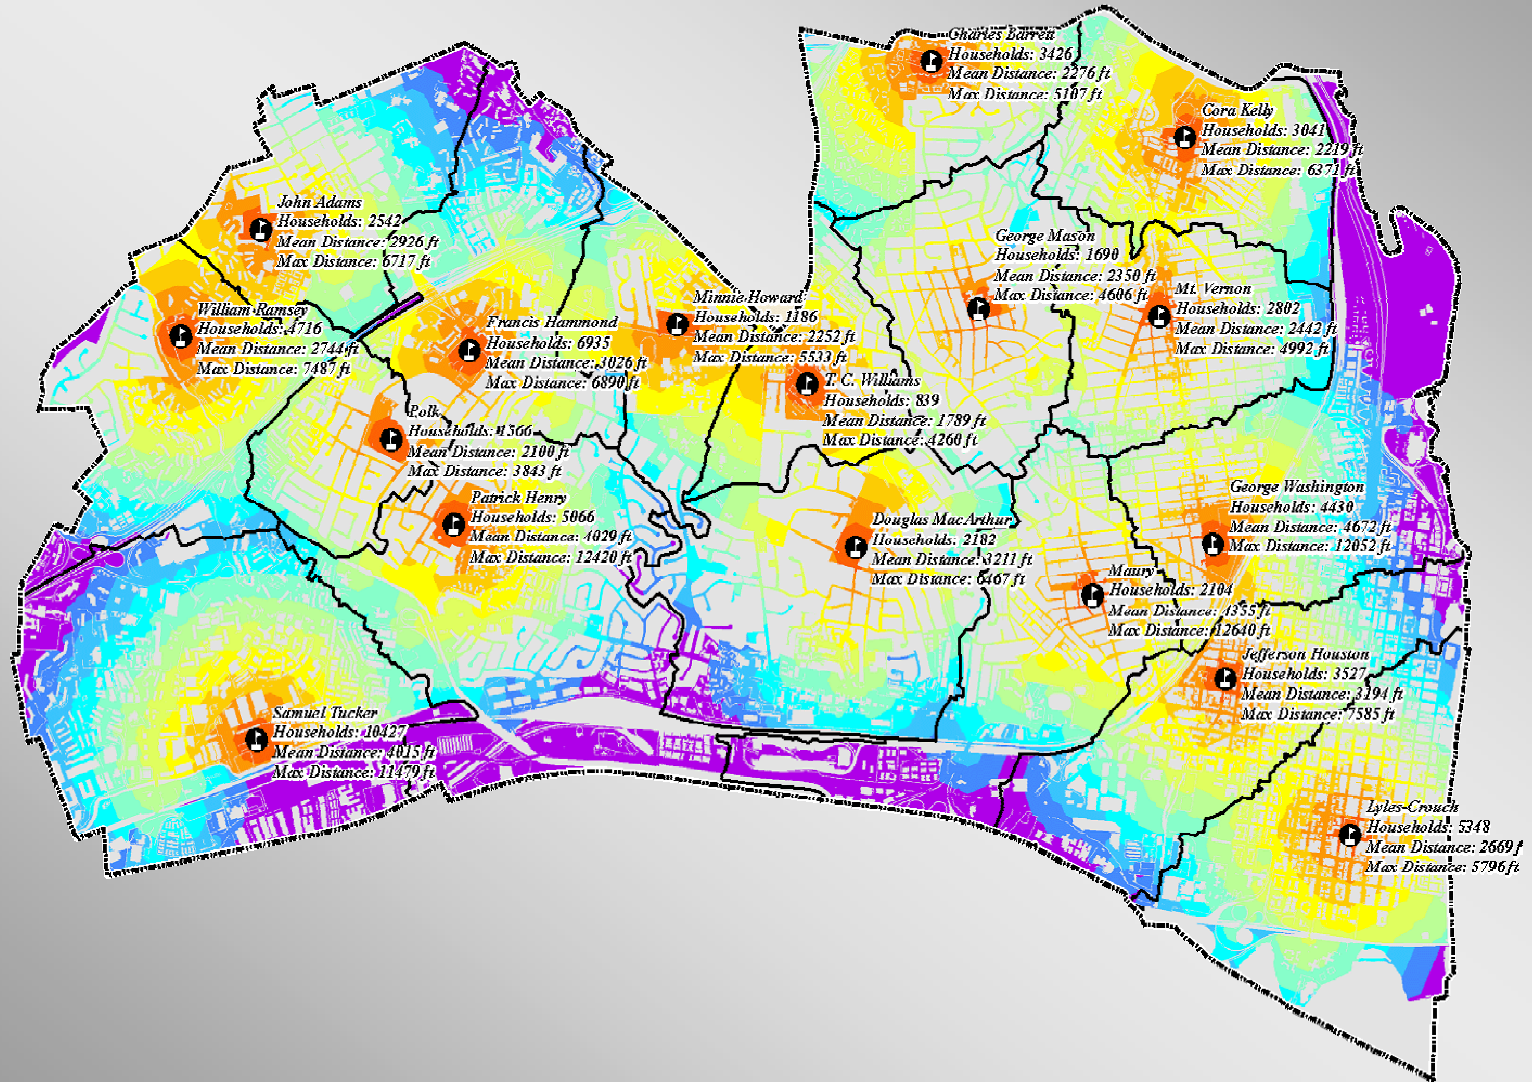 Charles Barrett
Households: 3426
Mean Distance: 2276 ft
Max Distance: 5107 ft
Cora Kelly
Households: 3041
Mean Distance: 2219 ft
Max Distance: 6371 ft
John Adams
Households: 2542
Mean Distance: 2926 ft
Max Distance: 6717 ft
George Mason
Households: 1690
Mean Distance: 2350 ft
Max Distance: 4606 ft
Mt. Vernon
Households: 2802
Mean Distance: 2442 ft
Max Distance: 4992 ft
William Ramsey
Households: 4716
Mean Distance: 2744 ft
Max Distance: 7487 ft
Francis Hammond
Households: 6935
Mean Distance: 3026 ft
Max Distance: 6890 ft
Minnie Howard
Households: 1186
Mean Distance: 2252 ft
Max Distance: 5533 ft
T. C. Williams
Households: 839
Mean Distance: 1789 ft
Max Distance: 4260 ft
Polk
Households: 1566
Mean Distance: 2100 ft
Max Distance: 3843 ft
Patrick Henry
Households: 5066
Mean Distance: 4029 ft
Max Distance: 12420 ft
Douglas MacArthur
Households: 2182
Mean Distance: 3211 ft
Max Distance: 6467 ft
George Washington
Households: 4430
Mean Distance: 4672 ft
Max Distance: 12052 ft
Maury
Households: 2104
Mean Distance: 4335 ft
Max Distance: 12640 ft
Jefferson Houston
Households: 3527
Mean Distance: 3194 ft
Max Distance: 7585 ft
Samuel Tucker
Households: 10427
Mean Distance: 4015 ft
Max Distance: 11479 ft
Lyles-Crouch
Households: 5348
Mean Distance: 2669 f
Max Distance: 5796 ft